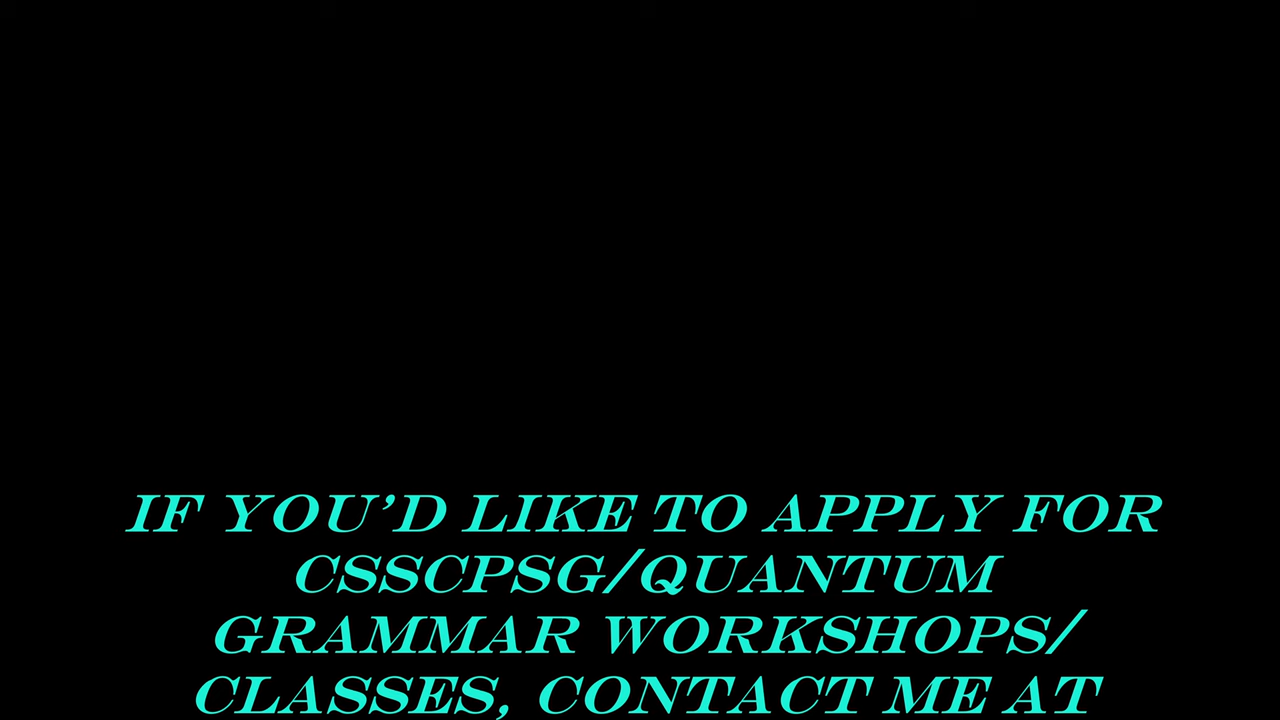 IF YOU'D LIKE TO APPLY FOR
CSSCPSG/QUANTUM
GRAMMAR WORKSHOPS/
CLASSES, CONTACT ME AT